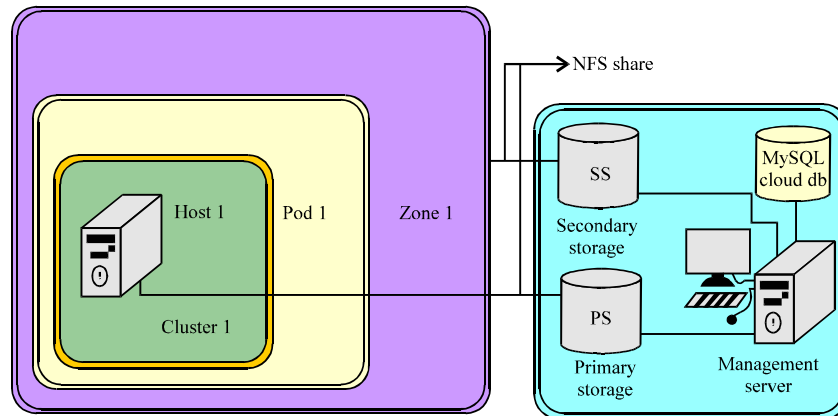 NFS share
MySQL
cloud db
SS
Host 1
Pod 1
Zone 1
Secondary
storage
PS
Cluster 1
Primary
storage
Management
server